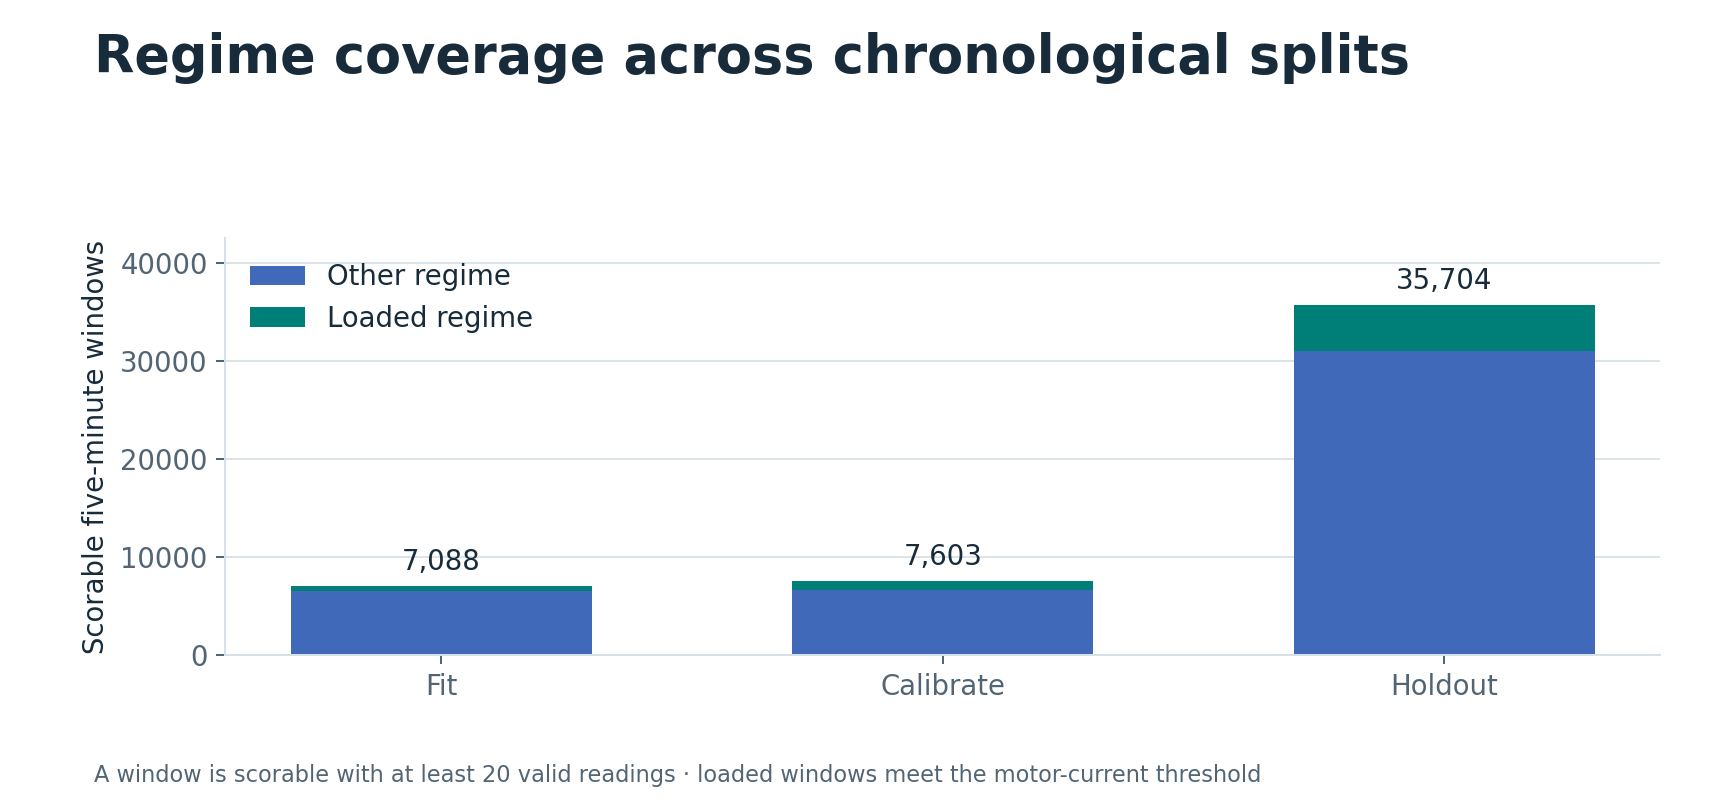 Regime coverage across chronological splits
Scorable five-minute windows
40000
30000
20000
10000
0
Other regime
Loaded regime
7,088
7,603
35,704
Fit
Calibrate
Holdout
A window is scorable with at least 20 valid readings · loaded windows meet the motor-current threshold